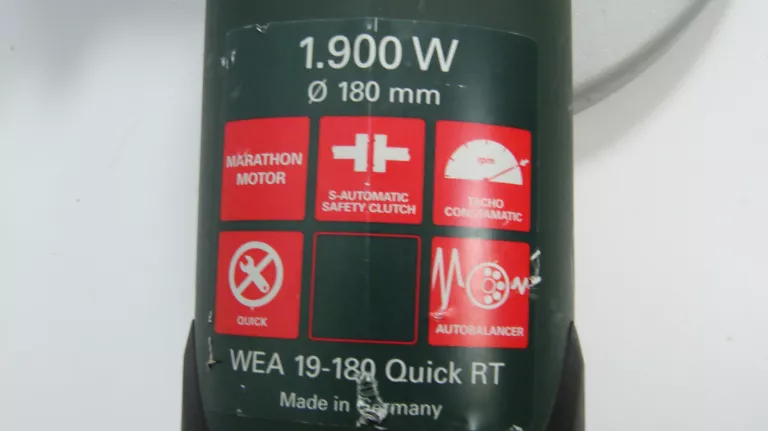 1.900 W
Ø 180 mm
MARATHON
MOTOR
S-AUTOMATIC
SAFETY CLUTCH
rpm
TACHO
CONSTAMATIC
QUICK
AUTOBALANCER
WEA 19-180 Quick RT
Made in Germany